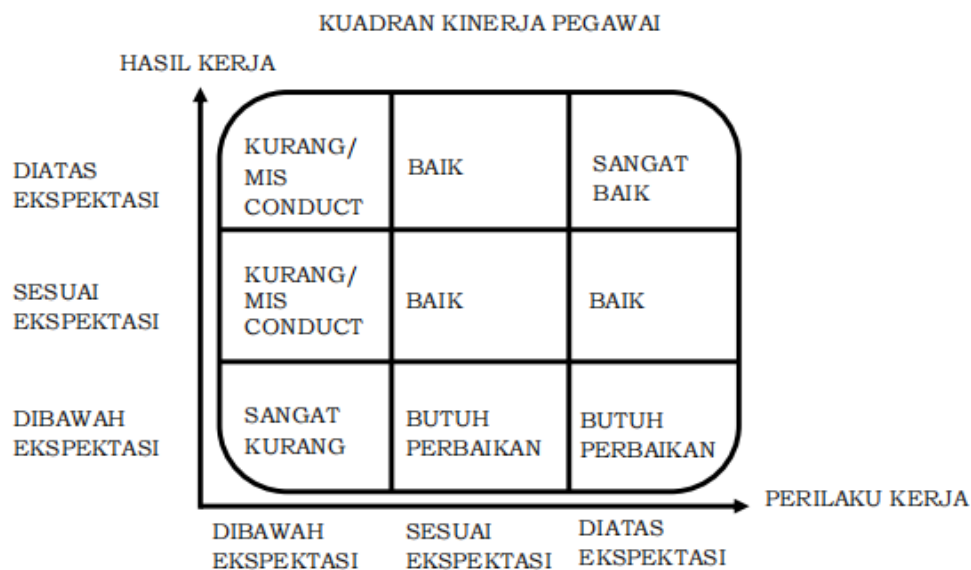 KUADRAN KINERJA PEGAWAI
HASIL KERJA
DIATAS
EKSPEKTASI
KURANG/
MIS
CONDUCT
BAIK
SANGAT
BAIK
SESUAI
EKSPEKTASI
KURANG/
MIS
CONDUCT
BAIK
BAIK
DIBAWAH
EKSPEKTASI
SANGAT
KURANG
BUTUH
PERBAIKAN
BUTUH
PERBAIKAN
PERILAKU KERJA
DIBAWAH
EKSPEKTASI
SESUAI
EKSPEKTASI
DIATAS
EKSPEKTASI